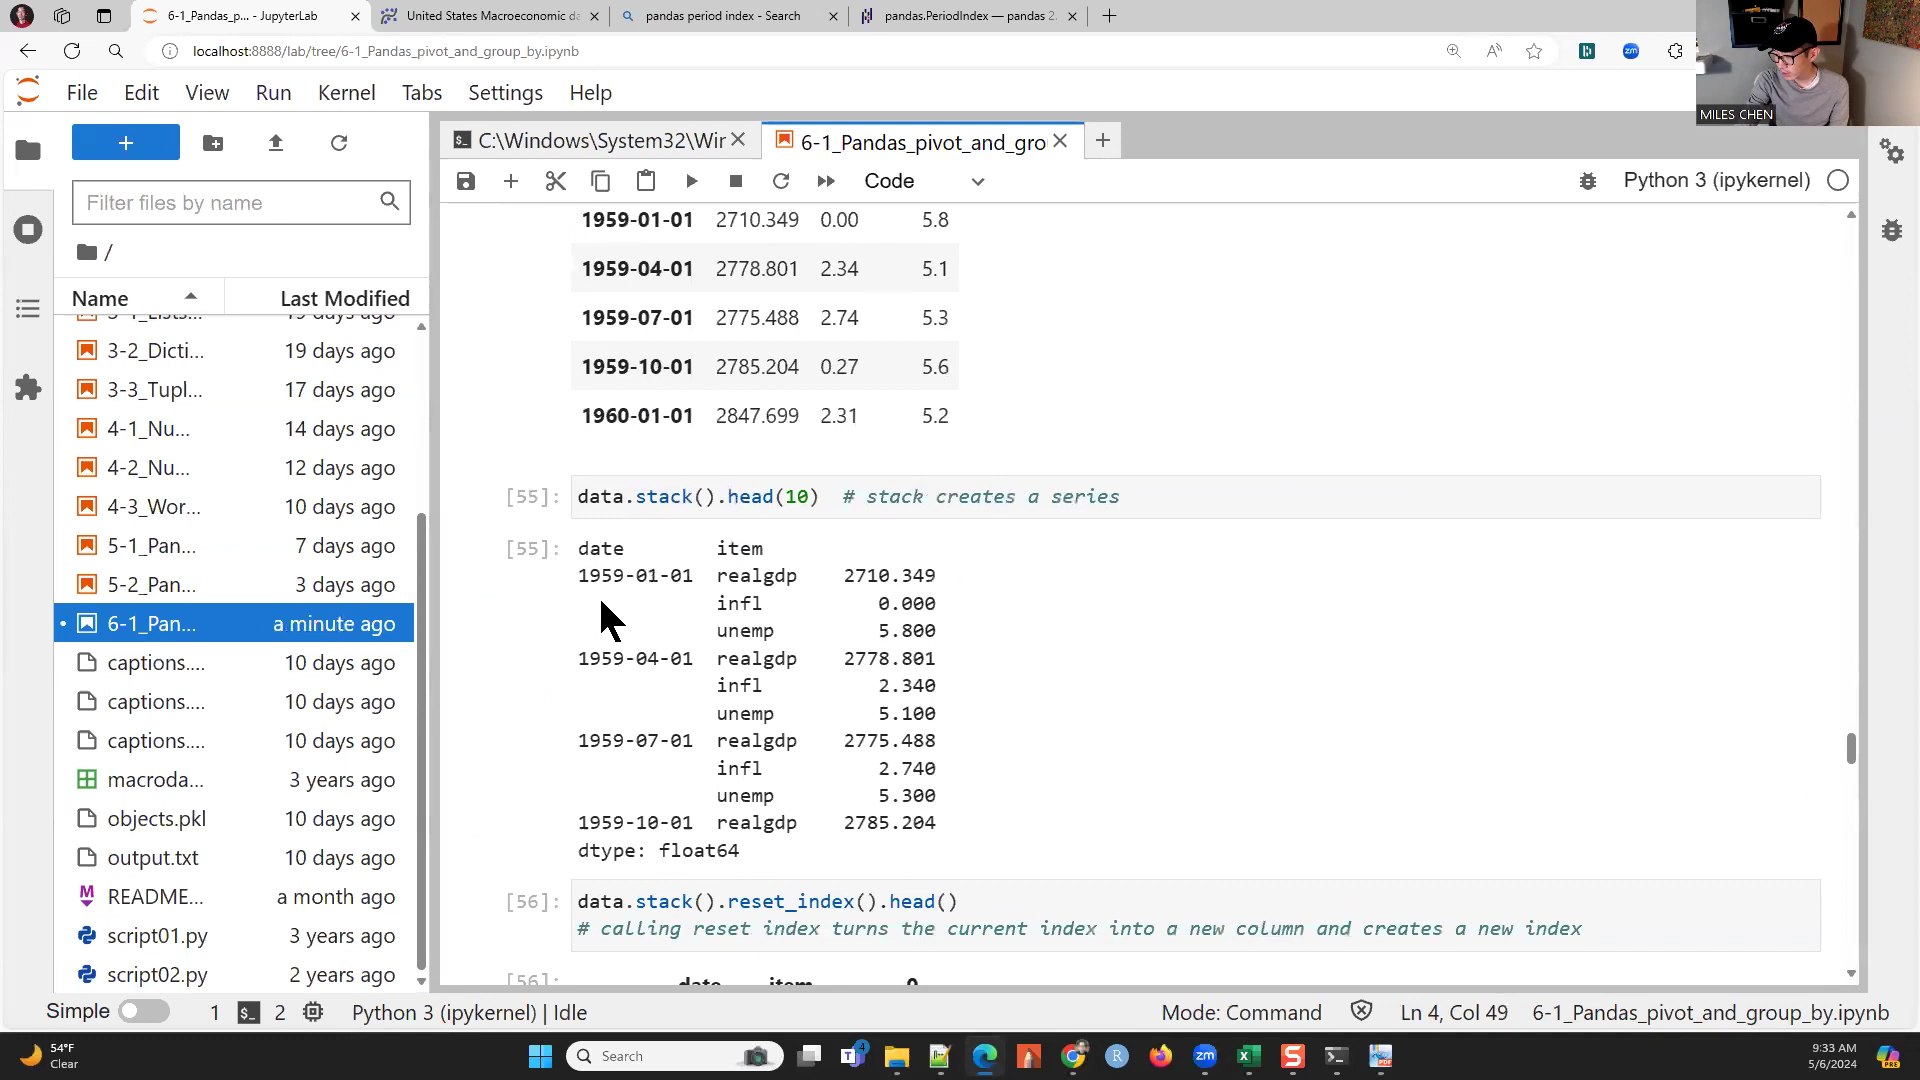 6-1_Pandas_p... - JupyterLab
United States Macroeconomic da
pandas period index - Search
pandas.PeriodIndex — pandas 2.
localhost:8888/lab/tree/6-1_Pandas_pivot_and_group_by.ipynb
MILES CHEN
File Edit View Run Kernel Tabs Settings Help
C:\Windows\System32\Wir
6-1_Pandas_pivot_and_gro
Filter files by name
Code
Python 3 (ipykernel)
/
Name Last Modified
3-1_Lists... 19 days ago
3-2_Dicti... 19 days ago
3-3_Tupl... 17 days ago
4-1_Nu... 14 days ago
4-2_Nu... 12 days ago
4-3_Wor... 10 days ago
5-1_Pan... 7 days ago
5-2_Pan... 3 days ago
6-1_Pan... a minute ago
captions.... 10 days ago
captions.... 10 days ago
captions.... 10 days ago
macroda... 3 years ago
objects.pkl 10 days ago
output.txt 10 days ago
README... a month ago
script01.py 3 years ago
script02.py 2 years ago
1959-01-01 2710.349 0.00 5.8
1959-04-01 2778.801 2.34 5.1
1959-07-01 2775.488 2.74 5.3
1959-10-01 2785.204 0.27 5.6
1960-01-01 2847.699 2.31 5.2
[55]: data.stack().head(10) # stack creates a series
[55]: date item
1959-01-01 realgdp 2710.349
infl 0.000
unemp 5.800
1959-04-01 realgdp 2778.801
infl 2.340
unemp 5.100
1959-07-01 realgdp 2775.488
infl 2.740
unemp 5.300
1959-10-01 realgdp 2785.204
dtype: float64
[56]: data.stack().reset_index().head()
# calling reset index turns the current index into a new column and creates a new index
[56]: date item 0
Simple 1 2 Python 3 (ipykernel) | Idle
Mode: Command Ln 4, Col 49 6-1_Pandas_pivot_and_group_by.ipynb
54°F
Clear
Search
4
zm
9:33 AM
5/6/2024